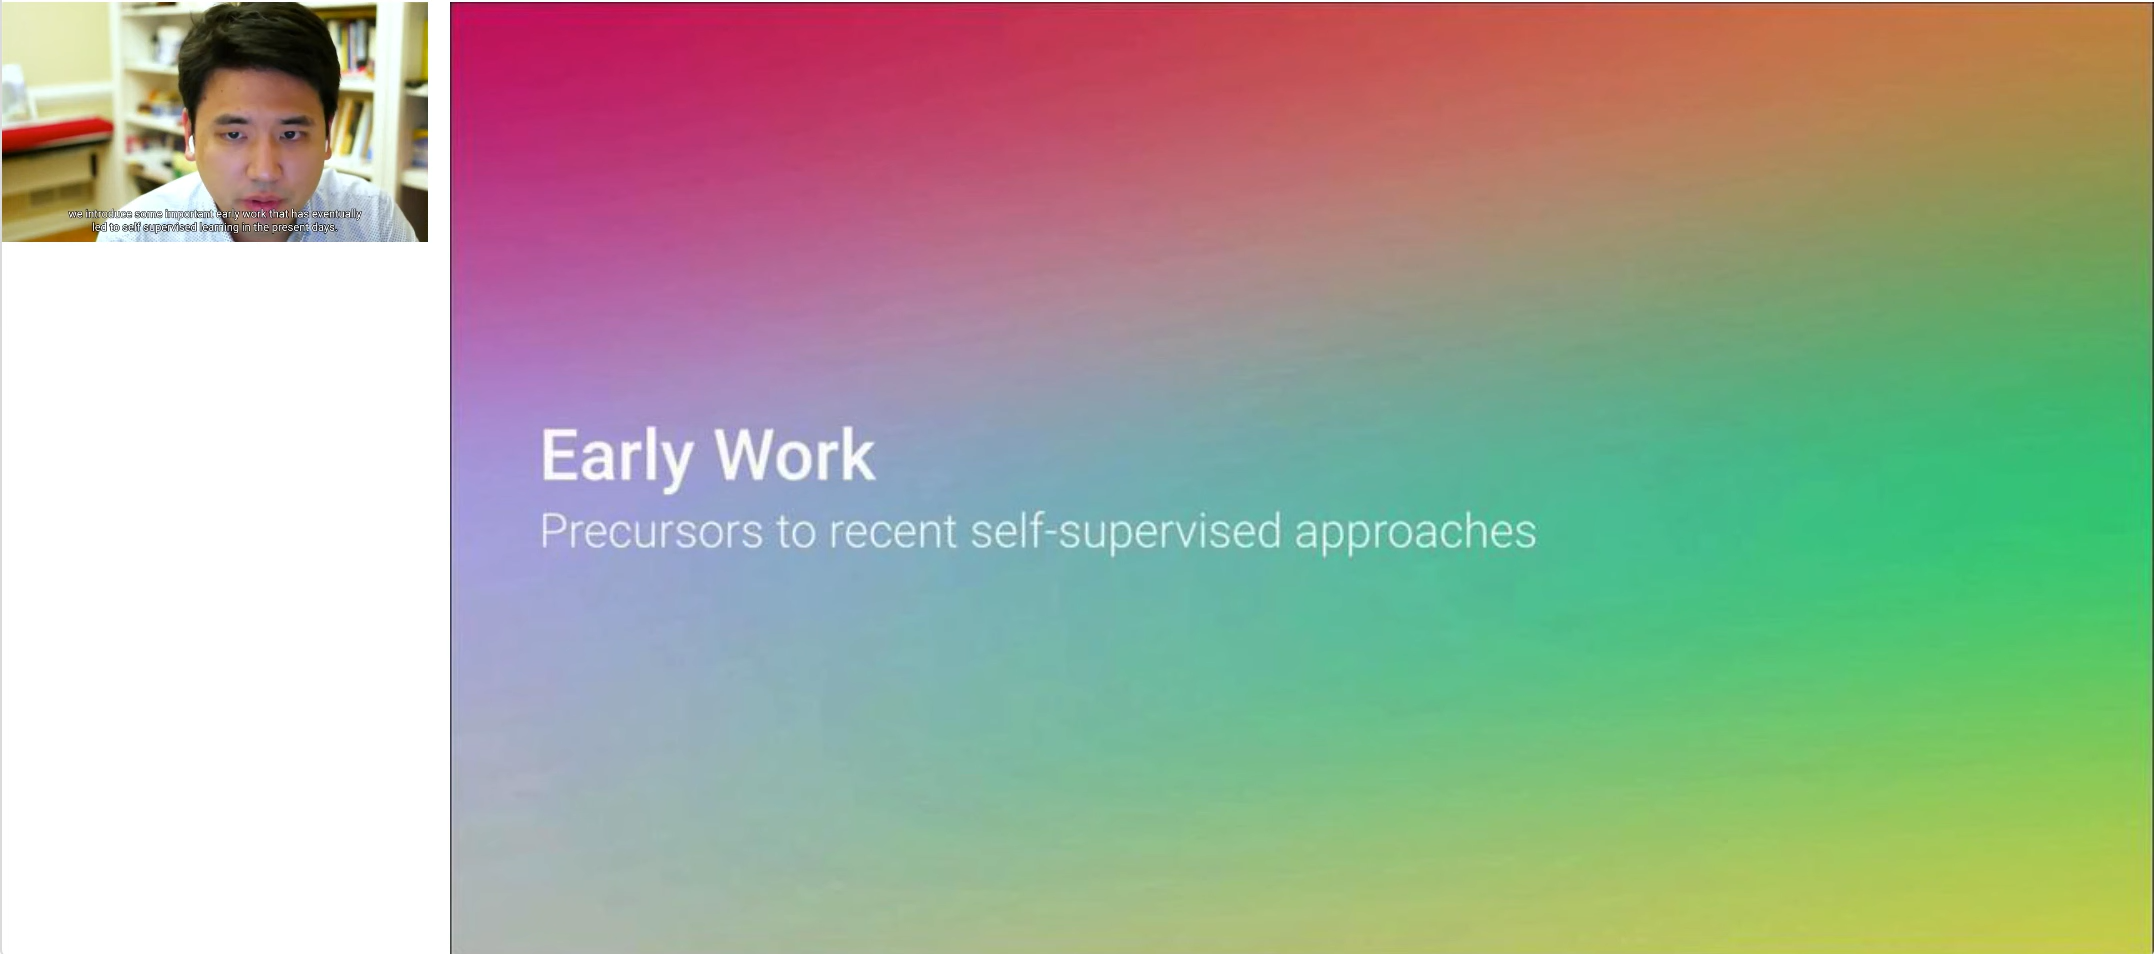 we introduce some important early work that has eventually
led to self supervised learning in the present days.
Early Work
Precursors to recent self-supervised approaches